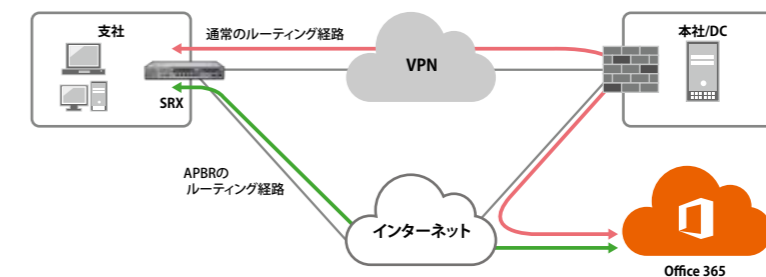 支社
通常のルーティング経路
本社/DC
VPN
SRX
APBRの
ルーティング経路
インターネット
Office 365